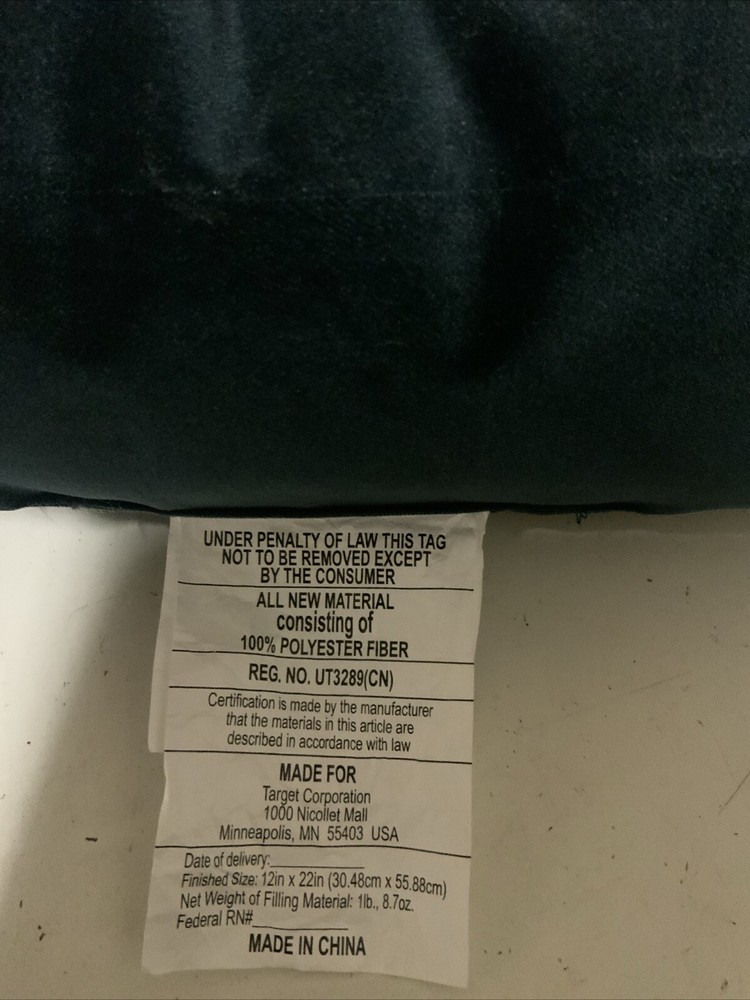 UNDER PENALTY OF LAW THIS TAG
NOT TO BE REMOVED EXCEPT
BY THE CONSUMER
ALL NEW MATERIAL
consisting of
100% POLYESTER FIBER
REG. NO. UT3289(CN)
Certification is made by the manufacturer
that the materials in this article are
described in accordance with law
MADE FOR
Target Corporation
1000 Nicollet Mall
Minneapolis, MN 55403 USA
Date of delivery:____________
Finished Size: 12in x 22in (30.48cm x 55.88cm)
Net Weight of Filling Material: 1lb., 8.7oz.
Federal RN#____________
MADE IN CHINA